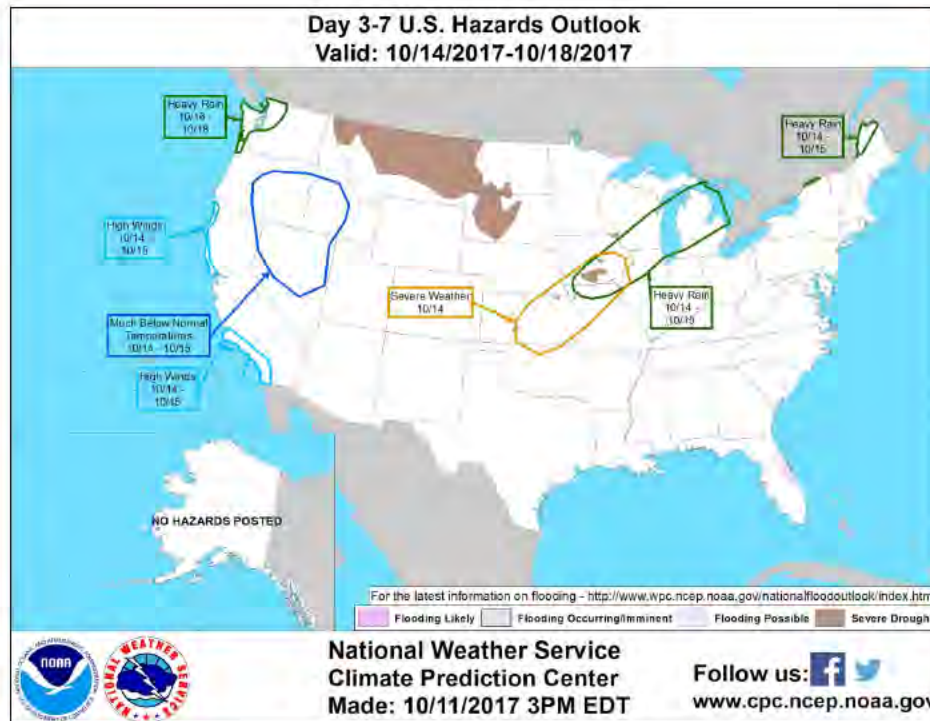 Day 3-7 U.S. Hazards Outlook
Valid: 10/14/2017-10/18/2017
Heavy Rain
10/16 -
10/18
Heavy Rain
10/14 -
10/15
High Winds
10/14 -
10/15
Severe Weather
10/14
Heavy Rain
10/14 -
10/15
Much Below Normal
Temperatures
10/14 - 10/15
High Winds
10/14 -
10/15
NO HAZARDS POSTED
For the latest information on flooding - http://www.wpc.ncep.noaa.gov/nationalfloodoutlook/index.htm
Flooding Likely
Flooding Occurring/Imminent
Flooding Possible
Severe Drough
NOAA
NATIONAL WEATHER SERVICE
National Weather Service
Climate Prediction Center
Made: 10/11/2017 3PM EDT
Follow us:
www.cpc.ncep.noaa.gov